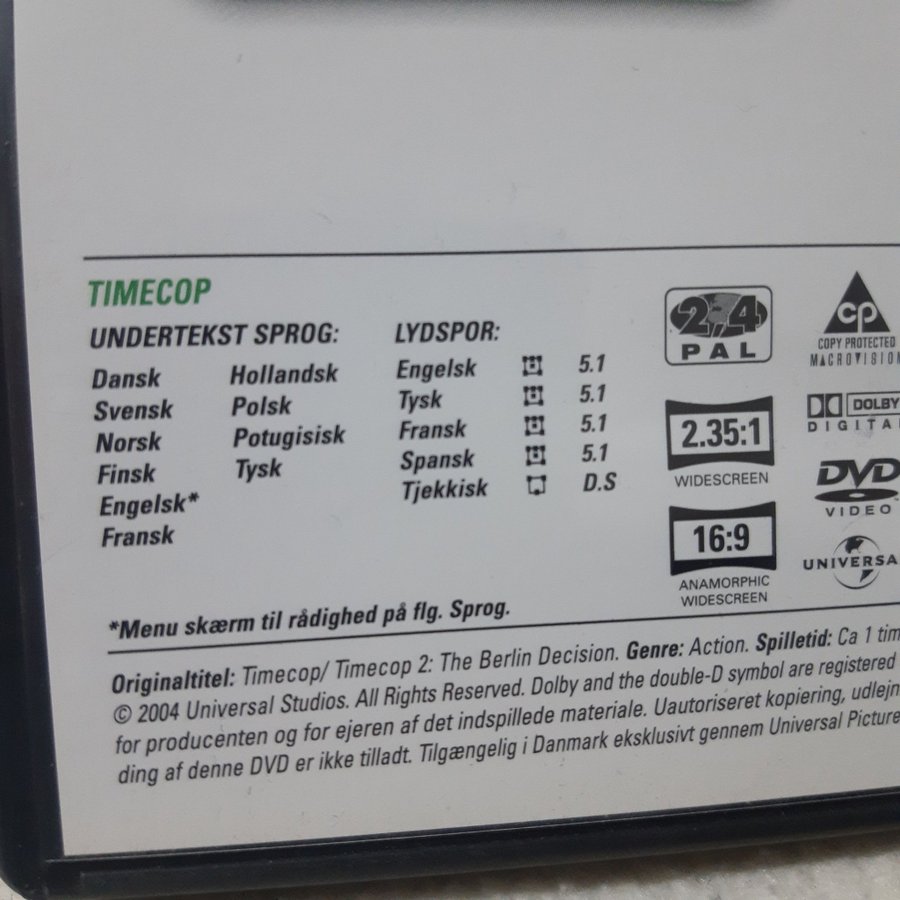 TIMECOP
UNDERTEKST SPROG:
Dansk
Svensk
Norsk
Finsk
Engelsk*
Fransk
Hollandsk
Polsk
Potugisisk
Tysk
LYDSPOR:
Engelsk 5.1
Tysk 5.1
Fransk 5.1
Spansk 5.1
Tjekkisk D.S
2,4
PAL
2.35:1
WIDESCREEN
16:9
ANAMORPHIC
WIDESCREEN
cp
COPY PROTECTED
MACROVISION
DOLBY
DIGITA
DVD
VIDEO
UNIVERSA
*Menu skærm til rådighed på flg. Sprog.
Originaltitel: Timecop/ Timecop 2: The Berlin Decision. Genre: Action. Spilletid: Ca 1 tim
© 2004 Universal Studios. All Rights Reserved. Dolby and the double-D symbol are registered
for producenten og for ejeren af det indspillede materiale. Uautoriseret kopiering, udlejn
ding af denne DVD er ikke tilladt. Tilgængelig i Danmark eksklusivt gennem Universal Picture